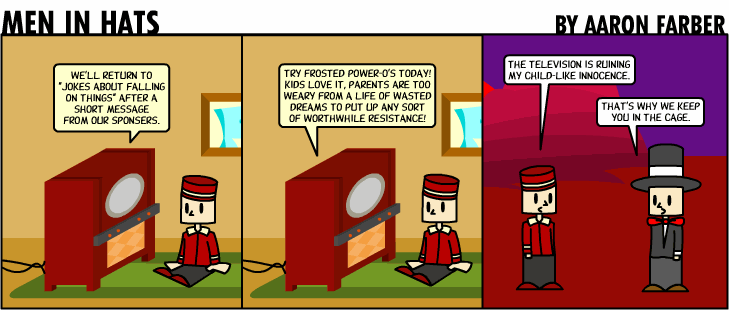 MEN IN HATS
BY AARON FARBER
WE'LL RETURN TO
"JOKES ABOUT FALLING
ON THINGS" AFTER A
SHORT MESSAGE
FROM OUR SPONSERS.
TRY FROSTED POWER-O'S TODAY!
KIDS LOVE IT, PARENTS ARE TOO
WEARY FROM A LIFE OF WASTED
DREAMS TO PUT UP ANY SORT
OF WORTHWHILE RESISTANCE!
THE TELEVISION IS RUINING
MY CHILD-LIKE INNOCENCE.
THAT'S WHY WE KEEP
YOU IN THE CAGE.